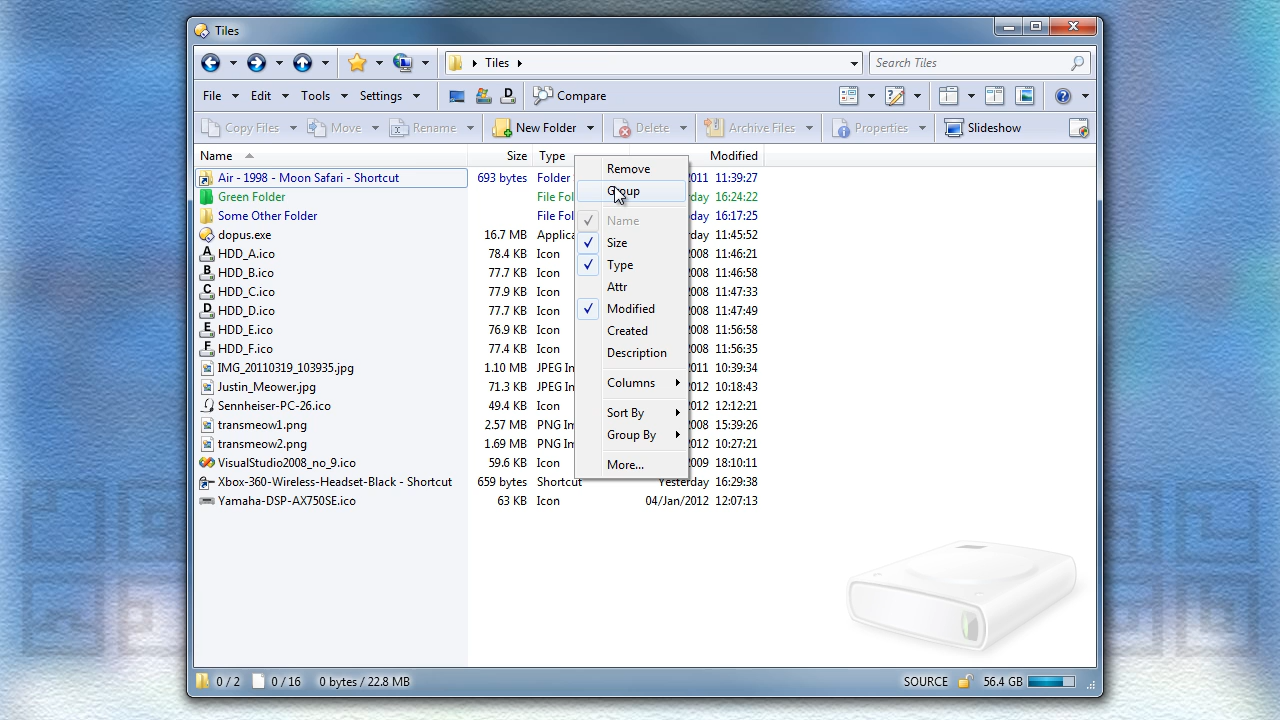 Tiles
Tiles
Search Tiles
File Edit Tools Settings D Compare
Copy Files Move Rename New Folder Delete Archive Files Properties Slideshow
Name Size Type Modified
Air - 1998 - Moon Safari - Shortcut 693 bytes Folder 2011 11:39:27
Green Folder File Fol day 16:24:22
Some Other Folder File Fol day 16:17:25
dopus.exe 16.7 MB Applica day 11:45:52
A HDD_A.ico 78.4 KB Icon 2008 11:46:21
B HDD_B.ico 77.7 KB Icon 2008 11:46:58
C HDD_C.ico 77.9 KB Icon 2008 11:47:33
D HDD_D.ico 77.7 KB Icon 2008 11:47:49
E HDD_E.ico 76.9 KB Icon 2008 11:56:58
F HDD_F.ico 77.4 KB Icon 2008 11:56:35
IMG_20110319_103935.jpg 1.10 MB JPEG Im 2011 10:39:34
Justin_Meower.jpg 71.3 KB JPEG Im 2012 10:18:43
Sennheiser-PC-26.ico 49.4 KB Icon 2012 12:12:21
transmeow1.png 2.57 MB PNG Im 2008 15:39:26
transmeow2.png 1.69 MB PNG Im 2012 10:27:21
VisualStudio2008_no_9.ico 59.6 KB Icon 2009 18:10:11
Xbox-360-Wireless-Headset-Black - Shortcut 659 bytes Shortcut Yesterday 16:29:38
Yamaha-DSP-AX750SE.ico 63 KB Icon 04/Jan/2012 12:07:13
Remove
Group
Name
Size
Type
Attr
Modified
Created
Description
Columns
Sort By
Group By
More...
0 / 2 0 / 16 0 bytes / 22.8 MB SOURCE 56.4 GB